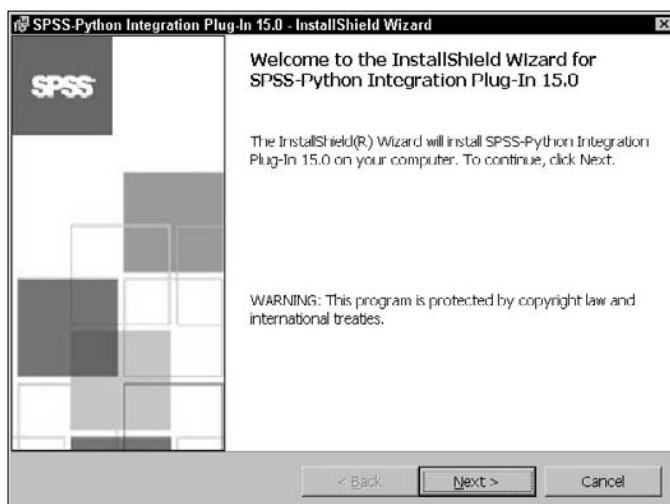 SPSS-Python Integration Plug-In 15.0 - InstallShield Wizard
SPSS
Welcome to the InstallShield Wizard for
SPSS-Python Integration Plug-In 15.0
The InstallShield(R) Wizard will install SPSS-Python Integration
Plug-In 15.0 on your computer. To continue, click Next.
WARNING: This program is protected by copyright law and
international treaties.
< Back
Next >
Cancel